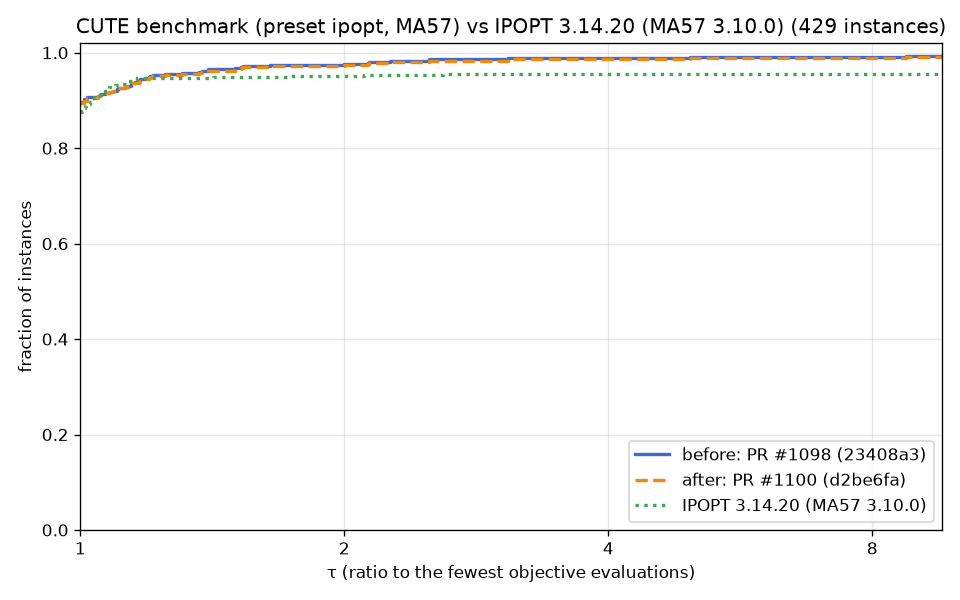 CUTE benchmark (preset ipopt, MA57) vs IPOPT 3.14.20 (MA57 3.10.0) (429 instances)
1.0
0.8
0.6
0.4
0.2
0.0
fraction of instances
before: PR #1098 (23408a3)
after: PR #1100 (d2be6fa)
IPOPT 3.14.20 (MA57 3.10.0)
1 2 4 8
τ (ratio to the fewest objective evaluations)